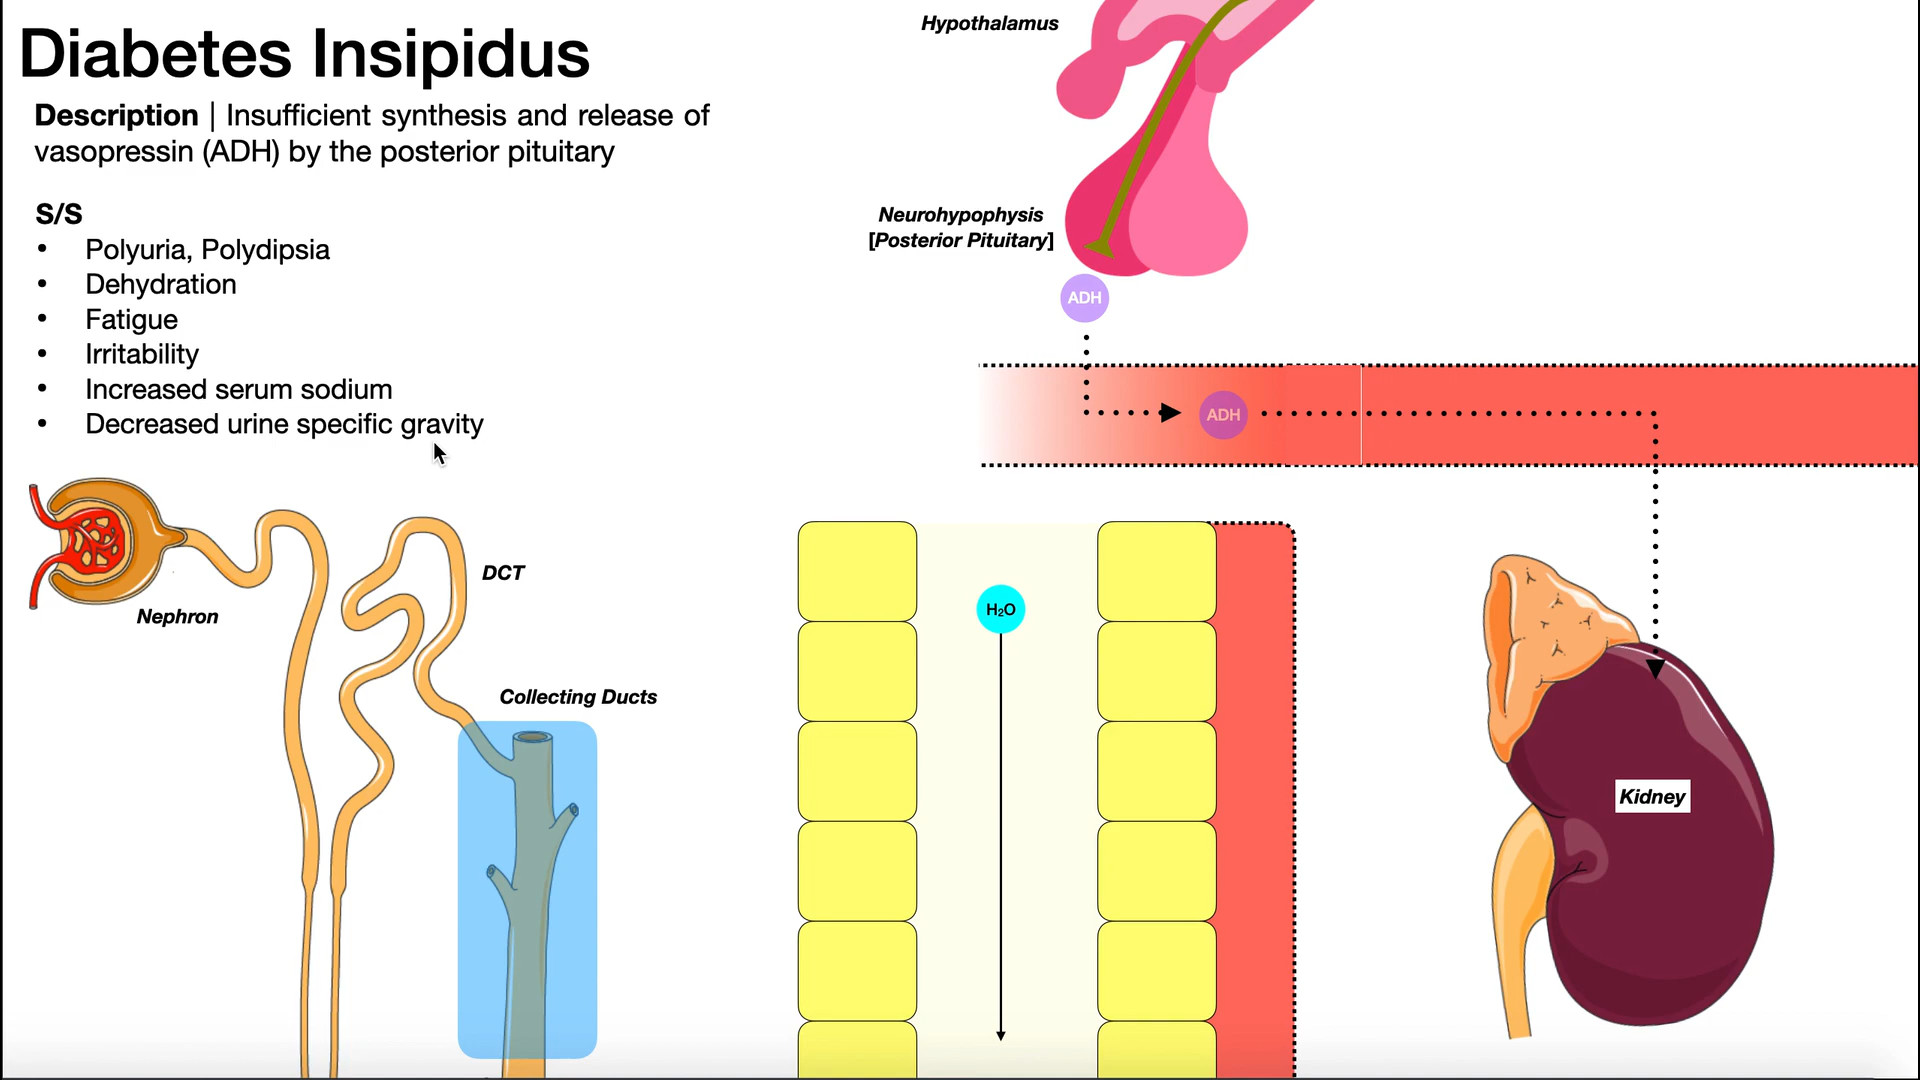 Diabetes Insipidus
Description | Insufficient synthesis and release of
vasopressin (ADH) by the posterior pituitary
S/S
• Polyuria, Polydipsia
• Dehydration
• Fatigue
• Irritability
• Increased serum sodium
• Decreased urine specific gravity
Hypothalamus
Neurohypophysis
[Posterior Pituitary]
ADH
ADH
Nephron
DCT
Collecting Ducts
H₂O
Kidney